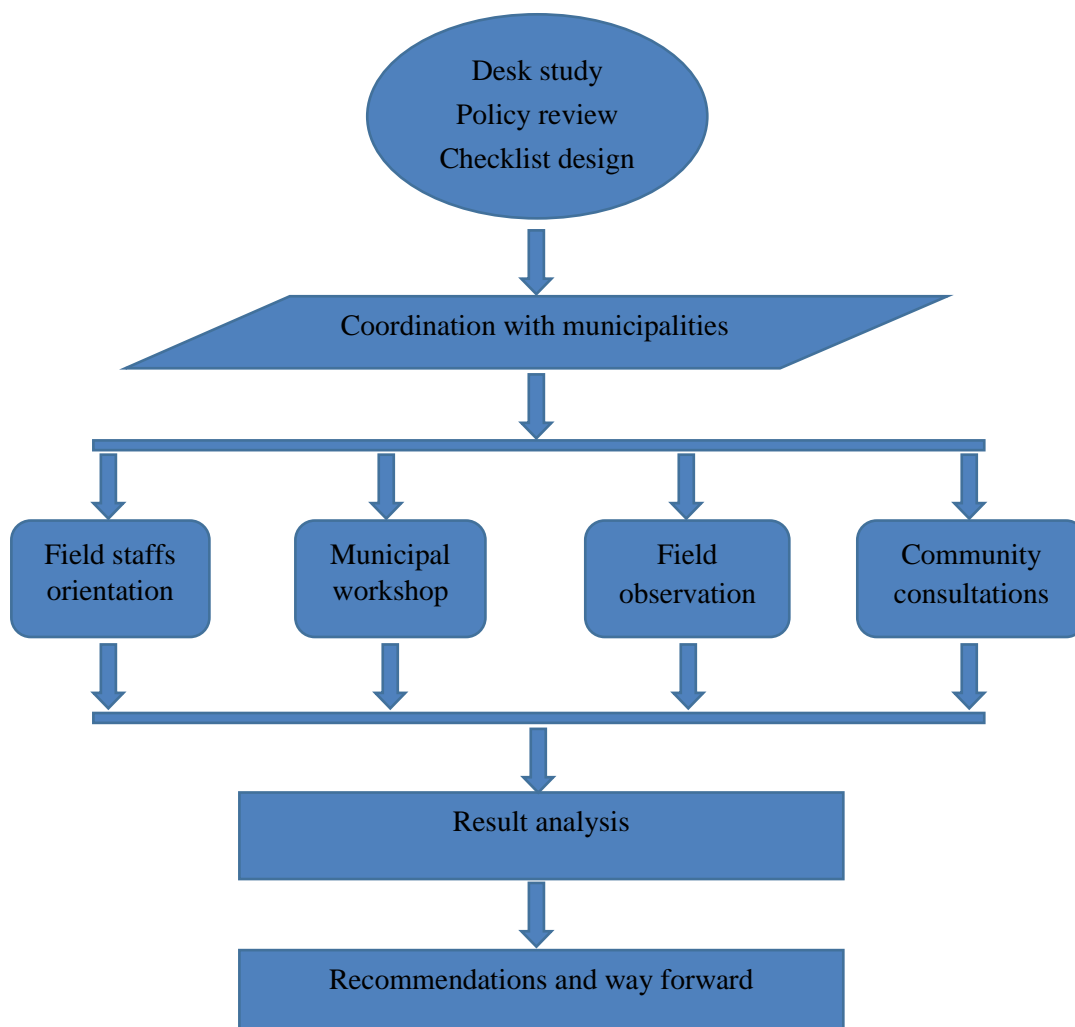 Desk study
Policy review
Checklist design
Coordination with municipalities
Field staffs
orientation
Municipal
workshop
Field
observation
Community
consultations
Result analysis
Recommendations and way forward